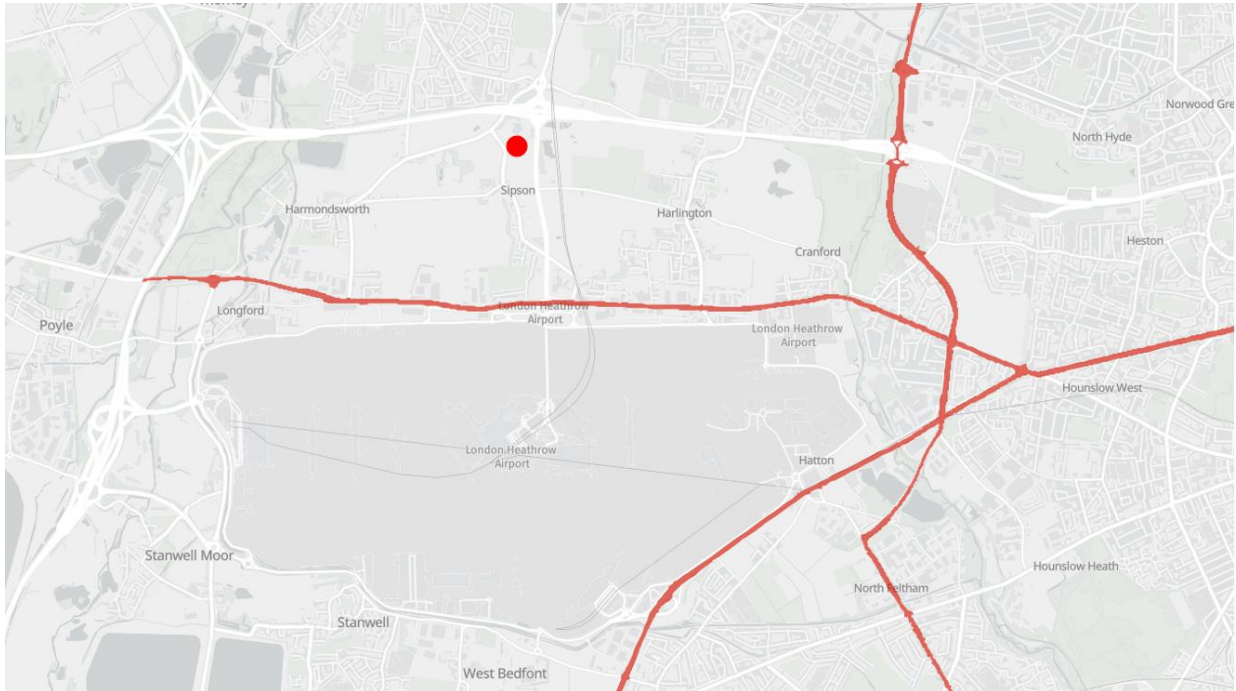 Norwood Gre
North Hyde
Sipson
Harmondsworth
Harlington
Heston
Cranford
Longford
London Heathrow
Airport
Poyle
London Heathrow
Airport
Hounslow West
London Heathrow
Airport
Hatton
Stanwell Moor
Hounslow Heath
North Feltham
Stanwell
West Bedfont